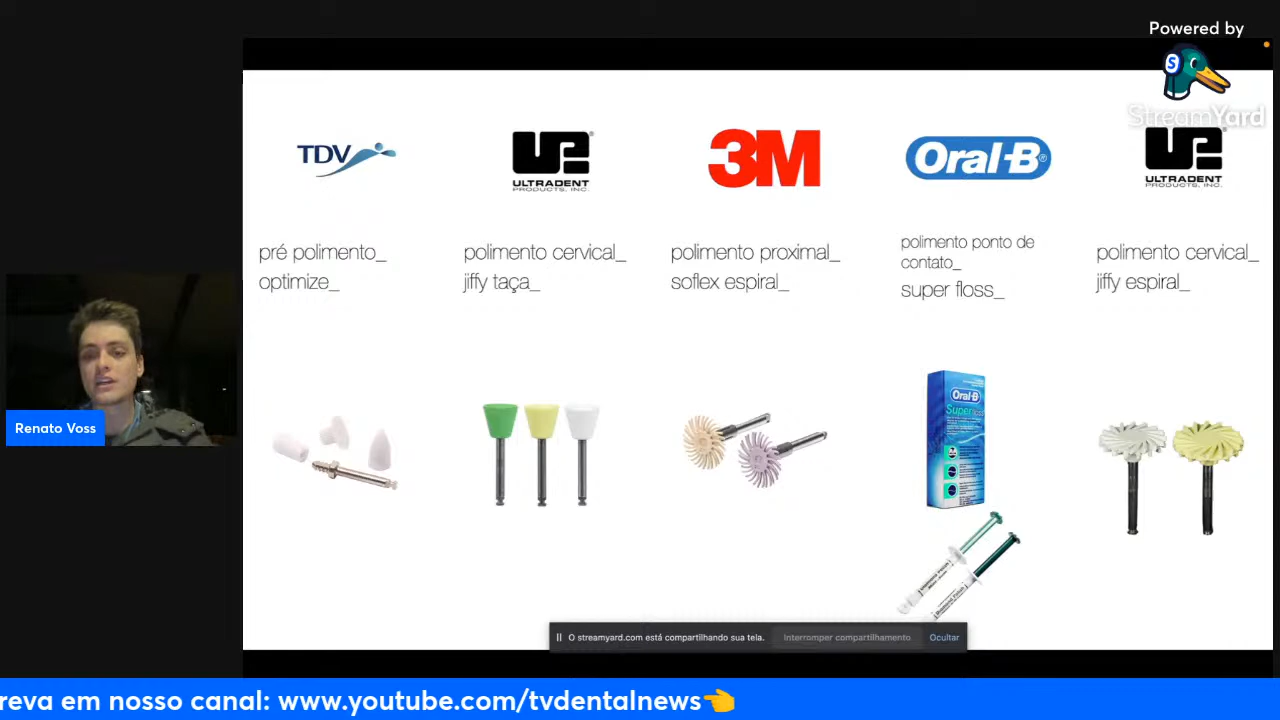 Powered by
StreamYard
TDV
ULTRADENT
PRODUCTS, INC.
3M
Oral-B
ULTRADENT
PRODUCTS, INC.
pré polimento_
optimize_
polimento cervical_
jiffy taça_
polimento proximal_
soflex espiral_
polimento ponto de
contato_
super floss_
polimento cervical_
jiffy espiral_
Renato Voss
Oral-B
O streamyard.com está compartilhando sua tela.
Interromper compartilhamento
Ocultar
reva em nosso canal: www.youtube.com/tvdentalnews